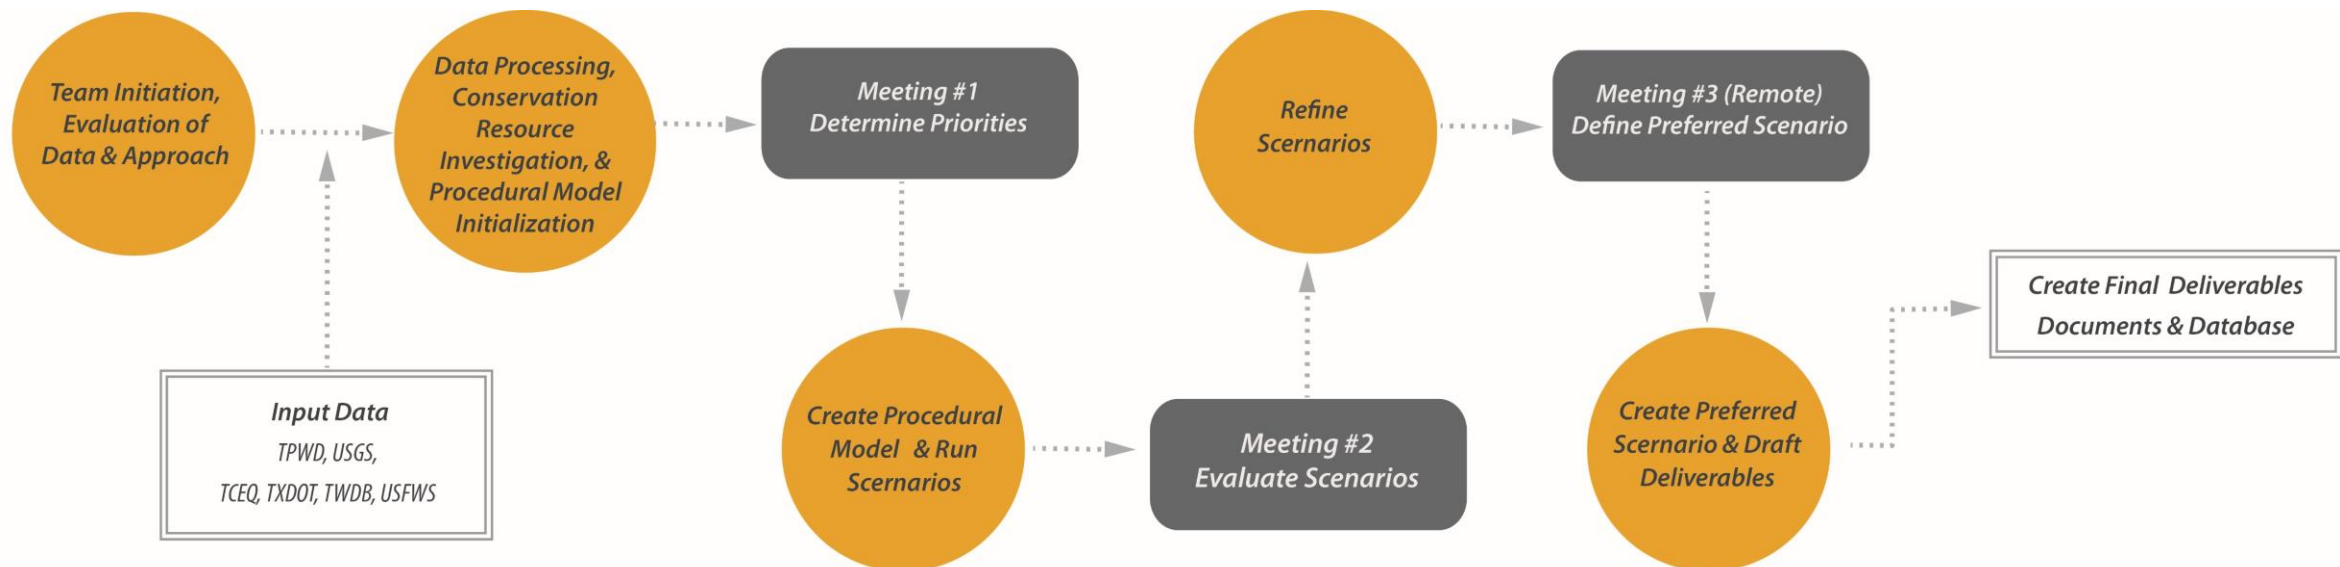 Team Initiation,
Evaluation of
Data & Approach
Input Data
TPWD, USGS,
TCEQ, TXDOT, TWDB, USFWS
Data Processing,
Conservation
Resource
Investigation, &
Procedural Model
Initialization
Meeting #1
Determine Priorities
Create Procedural
Model & Run
Scernarios
Meeting #2
Evaluate Scenarios
Refine
Scernarios
Meeting #3 (Remote)
Define Preferred Scenario
Create Preferred
Scernario & Draft
Deliverables
Create Final Deliverables
Documents & Database